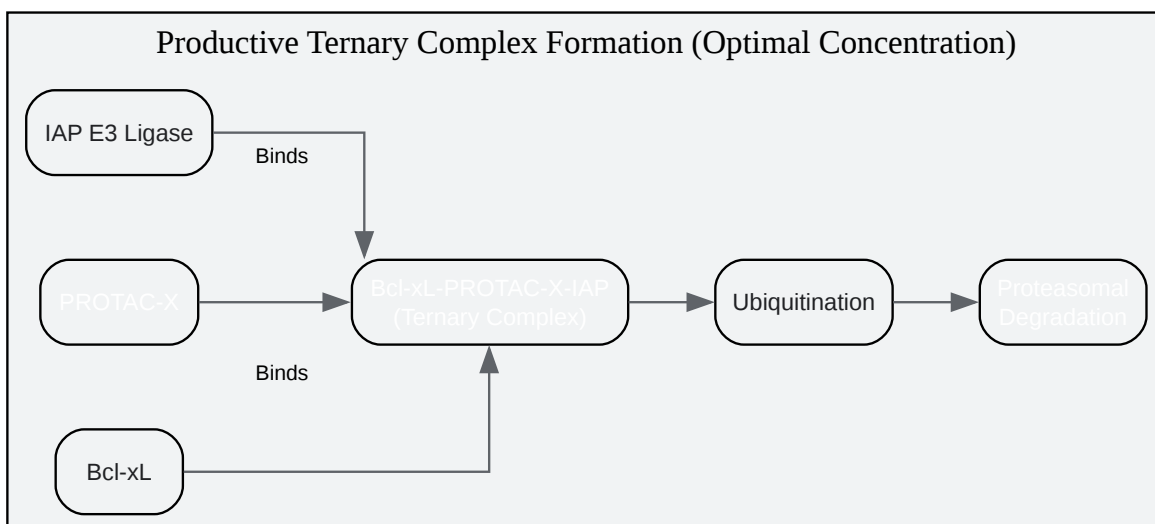 Productive Ternary Complex Formation (Optimal Concentration)
IAP E3 Ligase
Binds
PROTAC-X
Bcl-xL-PROTAC-X-IAP
(Ternary Complex)
Ubiquitination
Proteasomal
Degradation
Binds
Bcl-xL